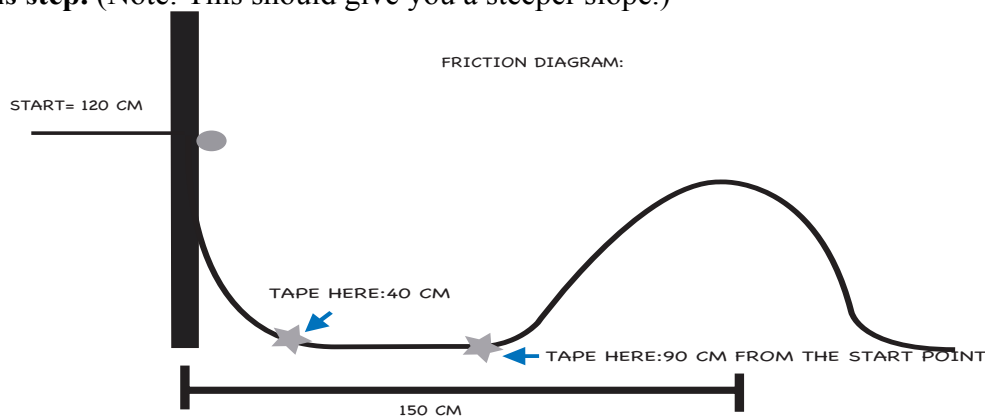 step. (Note: This should give you a steeper slope.)
FRICTION DIAGRAM:
START= 120 CM
TAPE HERE:40 CM
TAPE HERE:90 CM FROM THE START POINT
150 CM